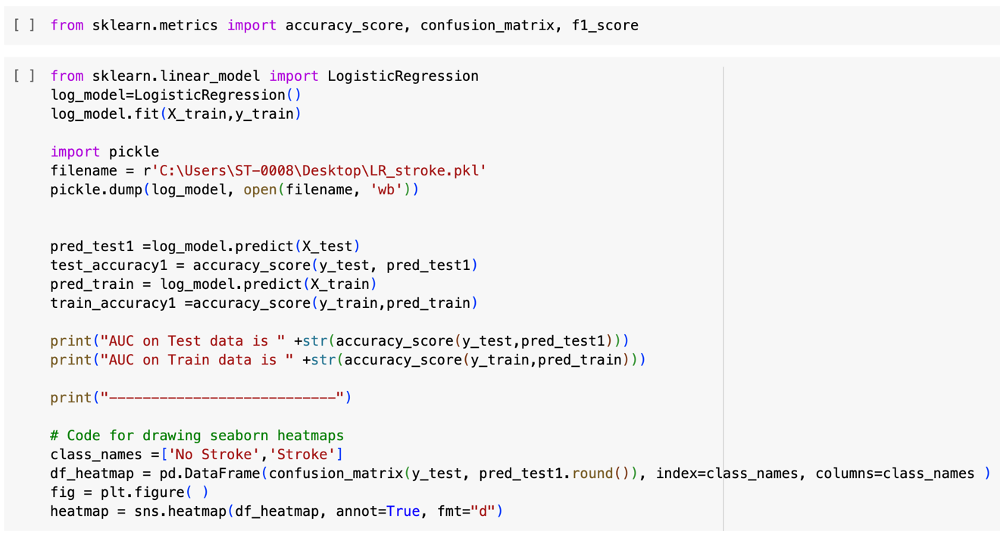 [ ] from sklearn.metrics import accuracy_score, confusion_matrix, f1_score
[ ] from sklearn.linear_model import LogisticRegression
log_model=LogisticRegression()
log_model.fit(X_train,y_train)
import pickle
filename = r'C:\Users\ST-0008\Desktop\LR_stroke.pkl'
pickle.dump(log_model, open(filename, 'wb'))
pred_test1 =log_model.predict(X_test)
test_accuracy1 = accuracy_score(y_test, pred_test1)
pred_train = log_model.predict(X_train)
train_accuracy1 =accuracy_score(y_train,pred_train)
print("AUC on Test data is " +str(accuracy_score(y_test,pred_test1)))
print("AUC on Train data is " +str(accuracy_score(y_train,pred_train)))
print("---------------------------")
# Code for drawing seaborn heatmaps
class_names =['No Stroke','Stroke']
df_heatmap = pd.DataFrame(confusion_matrix(y_test, pred_test1.round()), index=class_names, columns=class_names )
fig = plt.figure( )
heatmap = sns.heatmap(df_heatmap, annot=True, fmt="d")